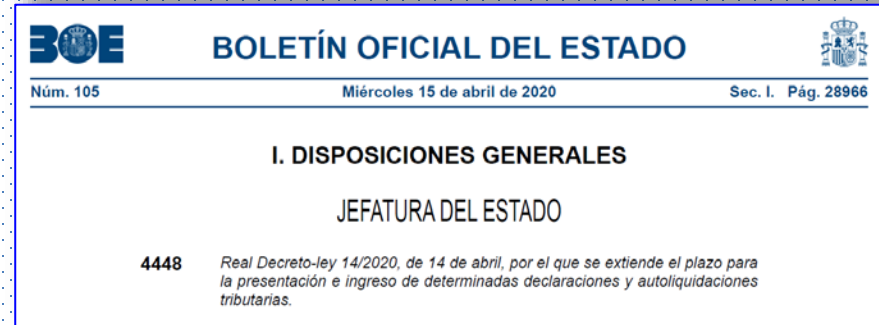 BOE BOLETÍN OFICIAL DEL ESTADO
Núm. 105 Miércoles 15 de abril de 2020 Sec. I. Pág. 28966
I. DISPOSICIONES GENERALES
JEFATURA DEL ESTADO
4448 Real Decreto-ley 14/2020, de 14 de abril, por el que se extiende el plazo para
la presentación e ingreso de determinadas declaraciones y autoliquidaciones
tributarias.